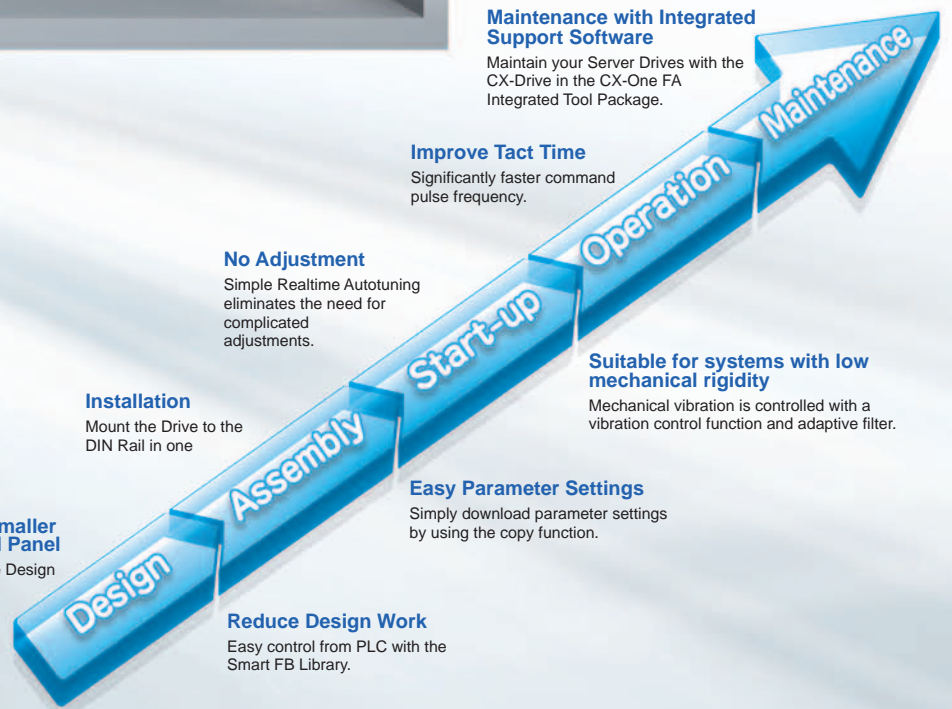 Maintenance with Integrated
Support Software
Maintain your Server Drives with the
CX-Drive in the CX-One FA
Integrated Tool Package.
Maintenance
Improve Tact Time
Significantly faster command
pulse frequency.
Operation
No Adjustment
Simple Realtime Autotuning
eliminates the need for
complicated
adjustments.
Start-up
Suitable for systems with low
mechanical rigidity
Mechanical vibration is controlled with a
vibration control function and adaptive filter.
Installation
Mount the Drive to the
DIN Rail in one
Assembly
Easy Parameter Settings
Simply download parameter settings
by using the copy function.
Panel
Design
Design
Reduce Design Work
Easy control from PLC with the
Smart FB Library.